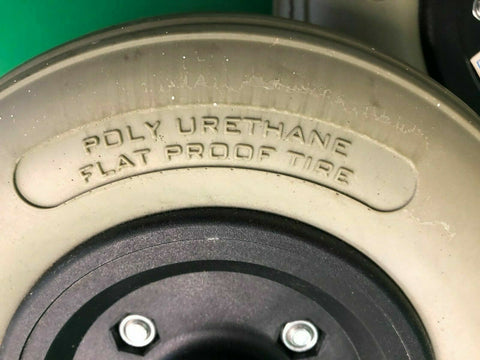 POLY URETHANE
FLAT PROOF TIRE